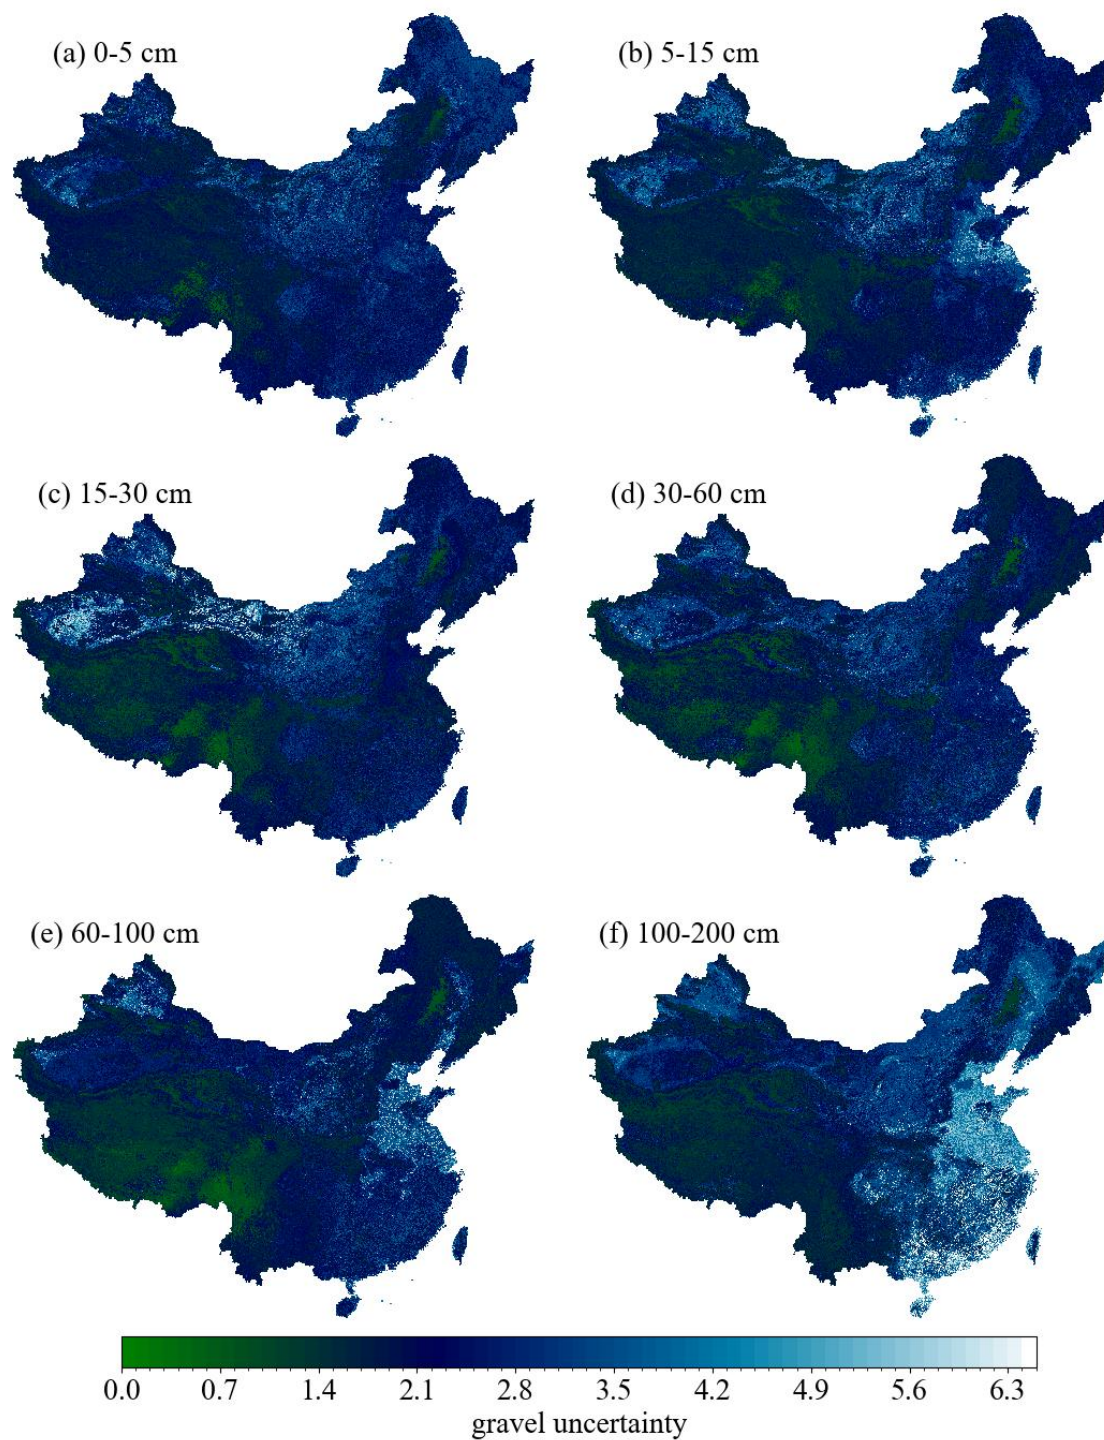 (a) 0-5 cm
(b) 5-15 cm
(c) 15-30 cm
(d) 30-60 cm
(e) 60-100 cm
(f) 100-200 cm
0.0 0.7 1.4 2.1 2.8 3.5 4.2 4.9 5.6 6.3
gravel uncertainty